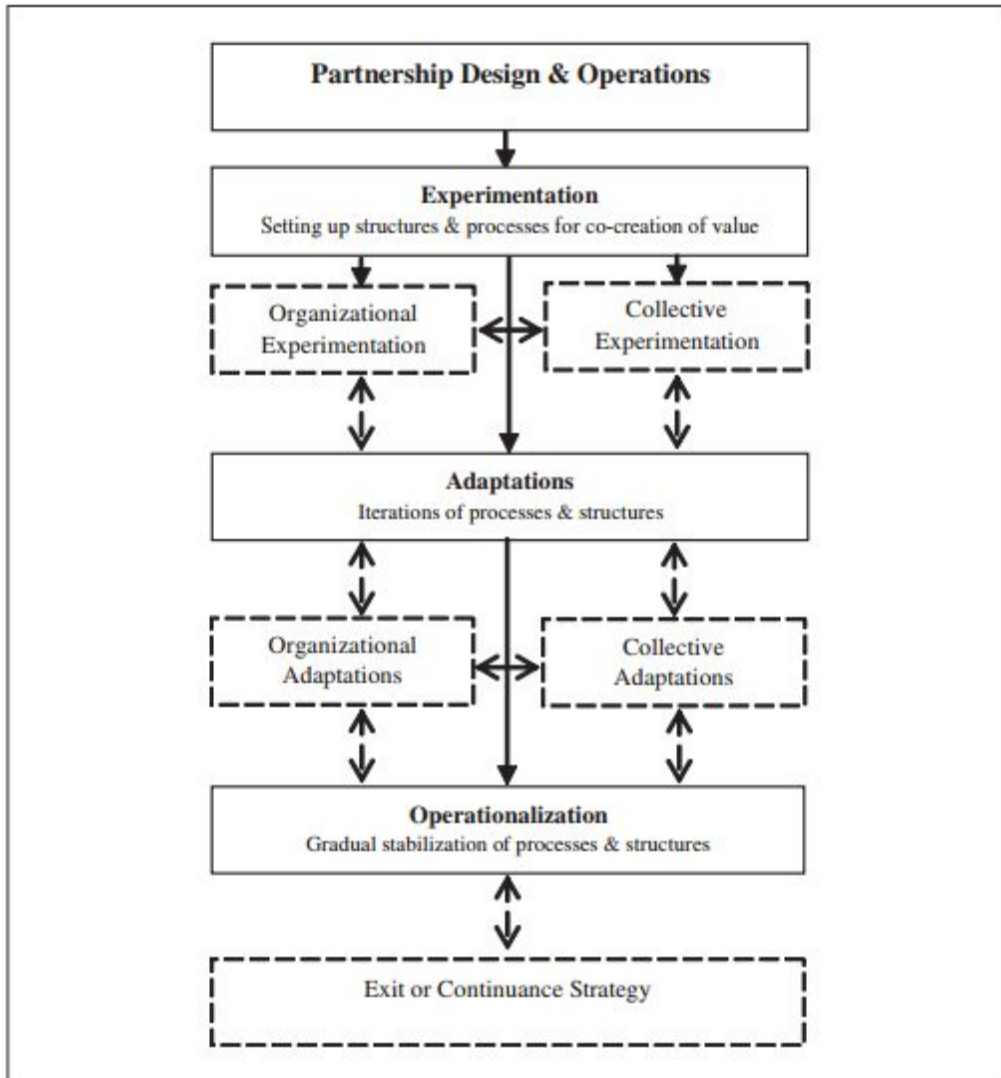 Partnership Design & Operations
Experimentation
Setting up structures & processes for co-creation of value
Organizational
Experimentation
Collective
Experimentation
Adaptations
Iterations of processes & structures
Organizational
Adaptations
Collective
Adaptations
Operationalization
Gradual stabilization of processes & structures
Exit or Continuance Strategy